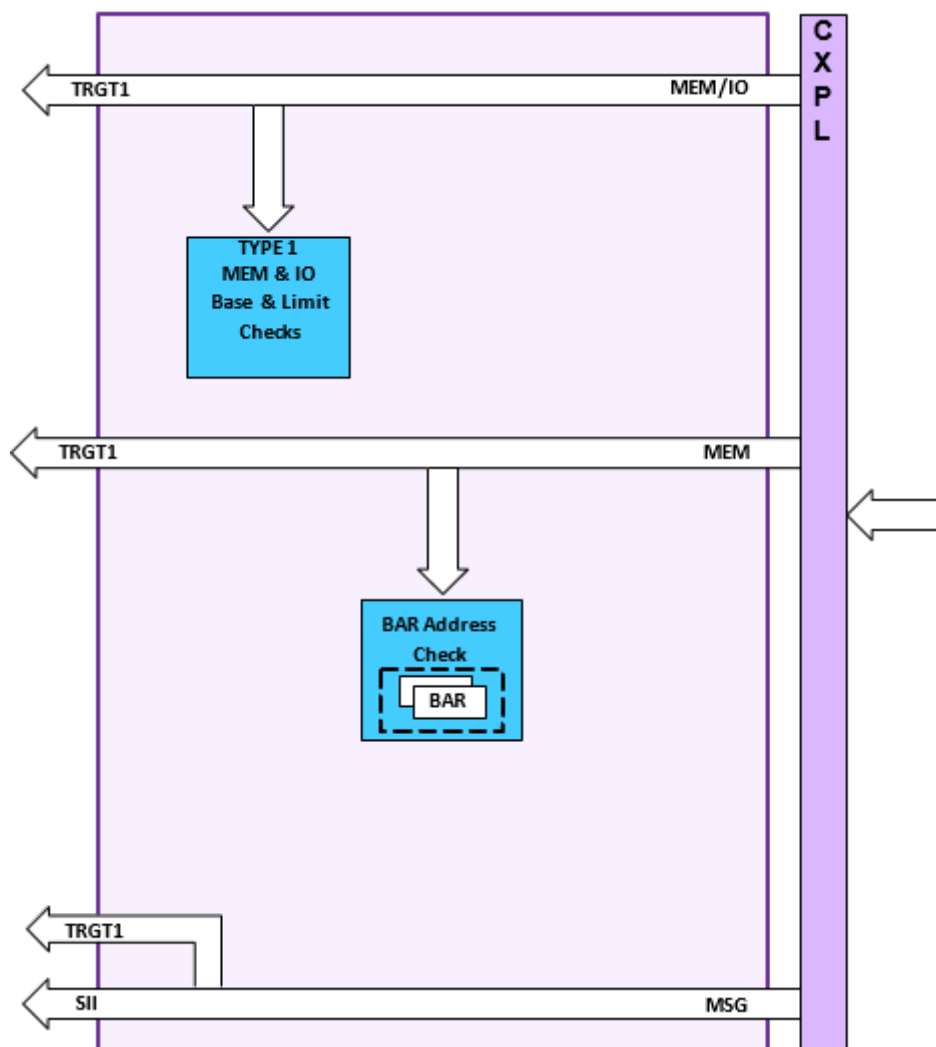 C
X
P
L
TRGT1 MEM/IO
TYPE 1
MEM & IO
Base & Limit
Checks
TRGT1 MEM
BAR Address
Check
BAR
TRGT1
SII MSG